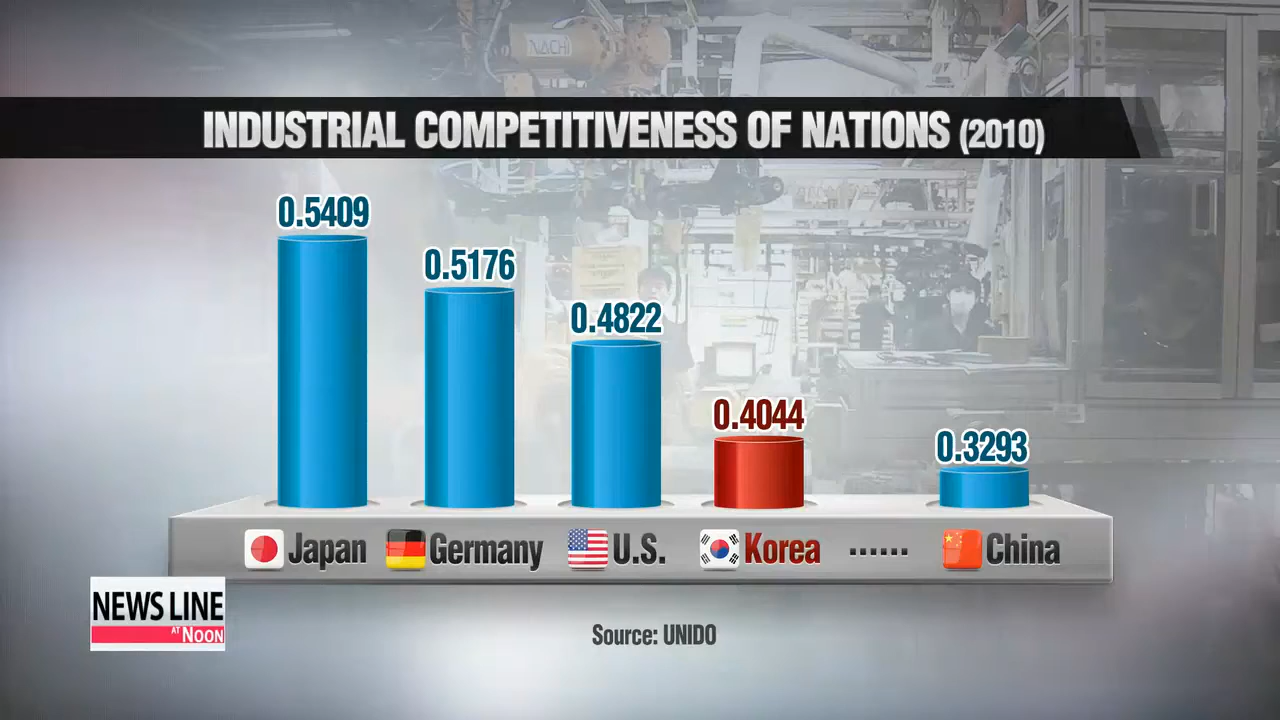 NACHI
INDUSTRIAL COMPETITIVENESS OF NATIONS (2010)
0.5409
0.5176
0.4822
0.4044
0.3293
Japan
Germany
U.S.
Korea
......
China
NEWS LINE
AT NOON
Source: UNIDO